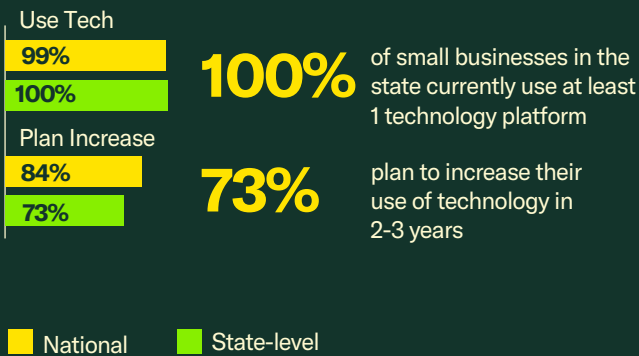 Use Tech
99%
100%
100%
of small businesses in the
state currently use at least
1 technology platform
Plan Increase
84%
73%
73%
plan to increase their
use of technology in
2-3 years
National
State-level